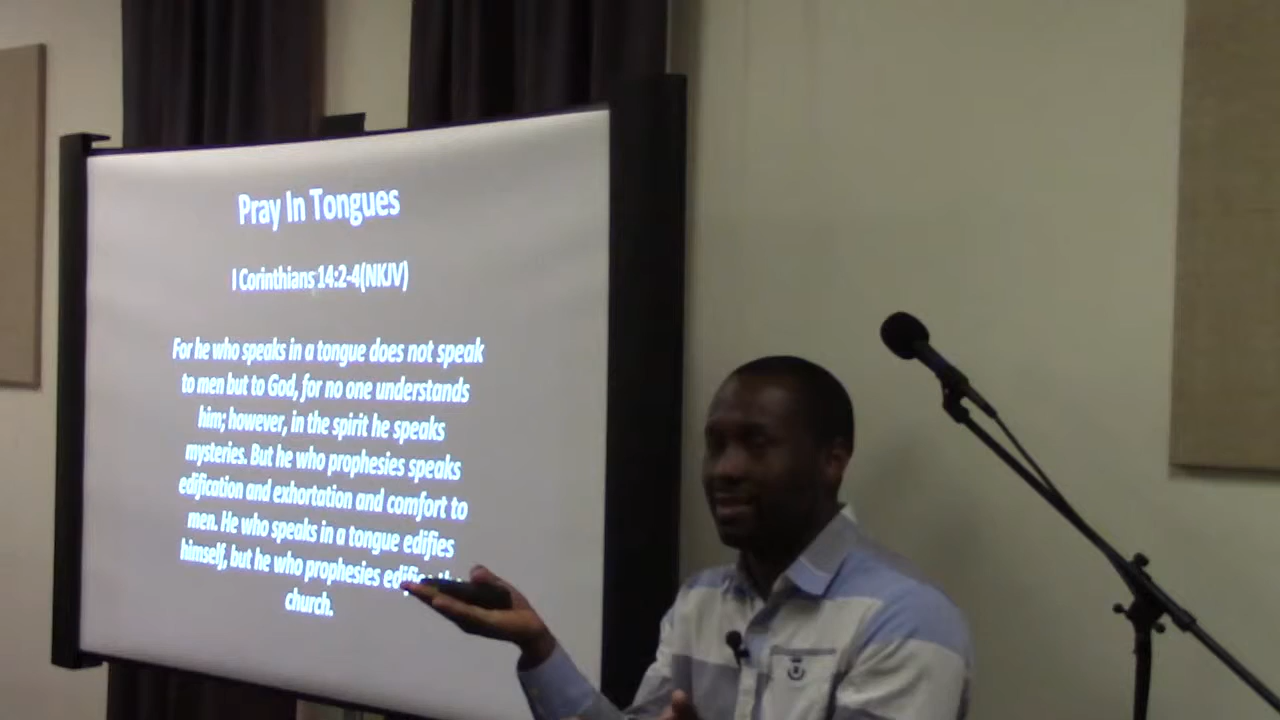 Pray In Tongues
I Corinthians 14:2-4(NKJV)
For he who speaks in a tongue does not speak
to men but to God, for no one understands
him; however, in the spirit he speaks
mysteries. But he who prophesies speaks
edification and exhortation and comfort to
men. He who speaks in a tongue edifies
himself, but he who prophesies
church.